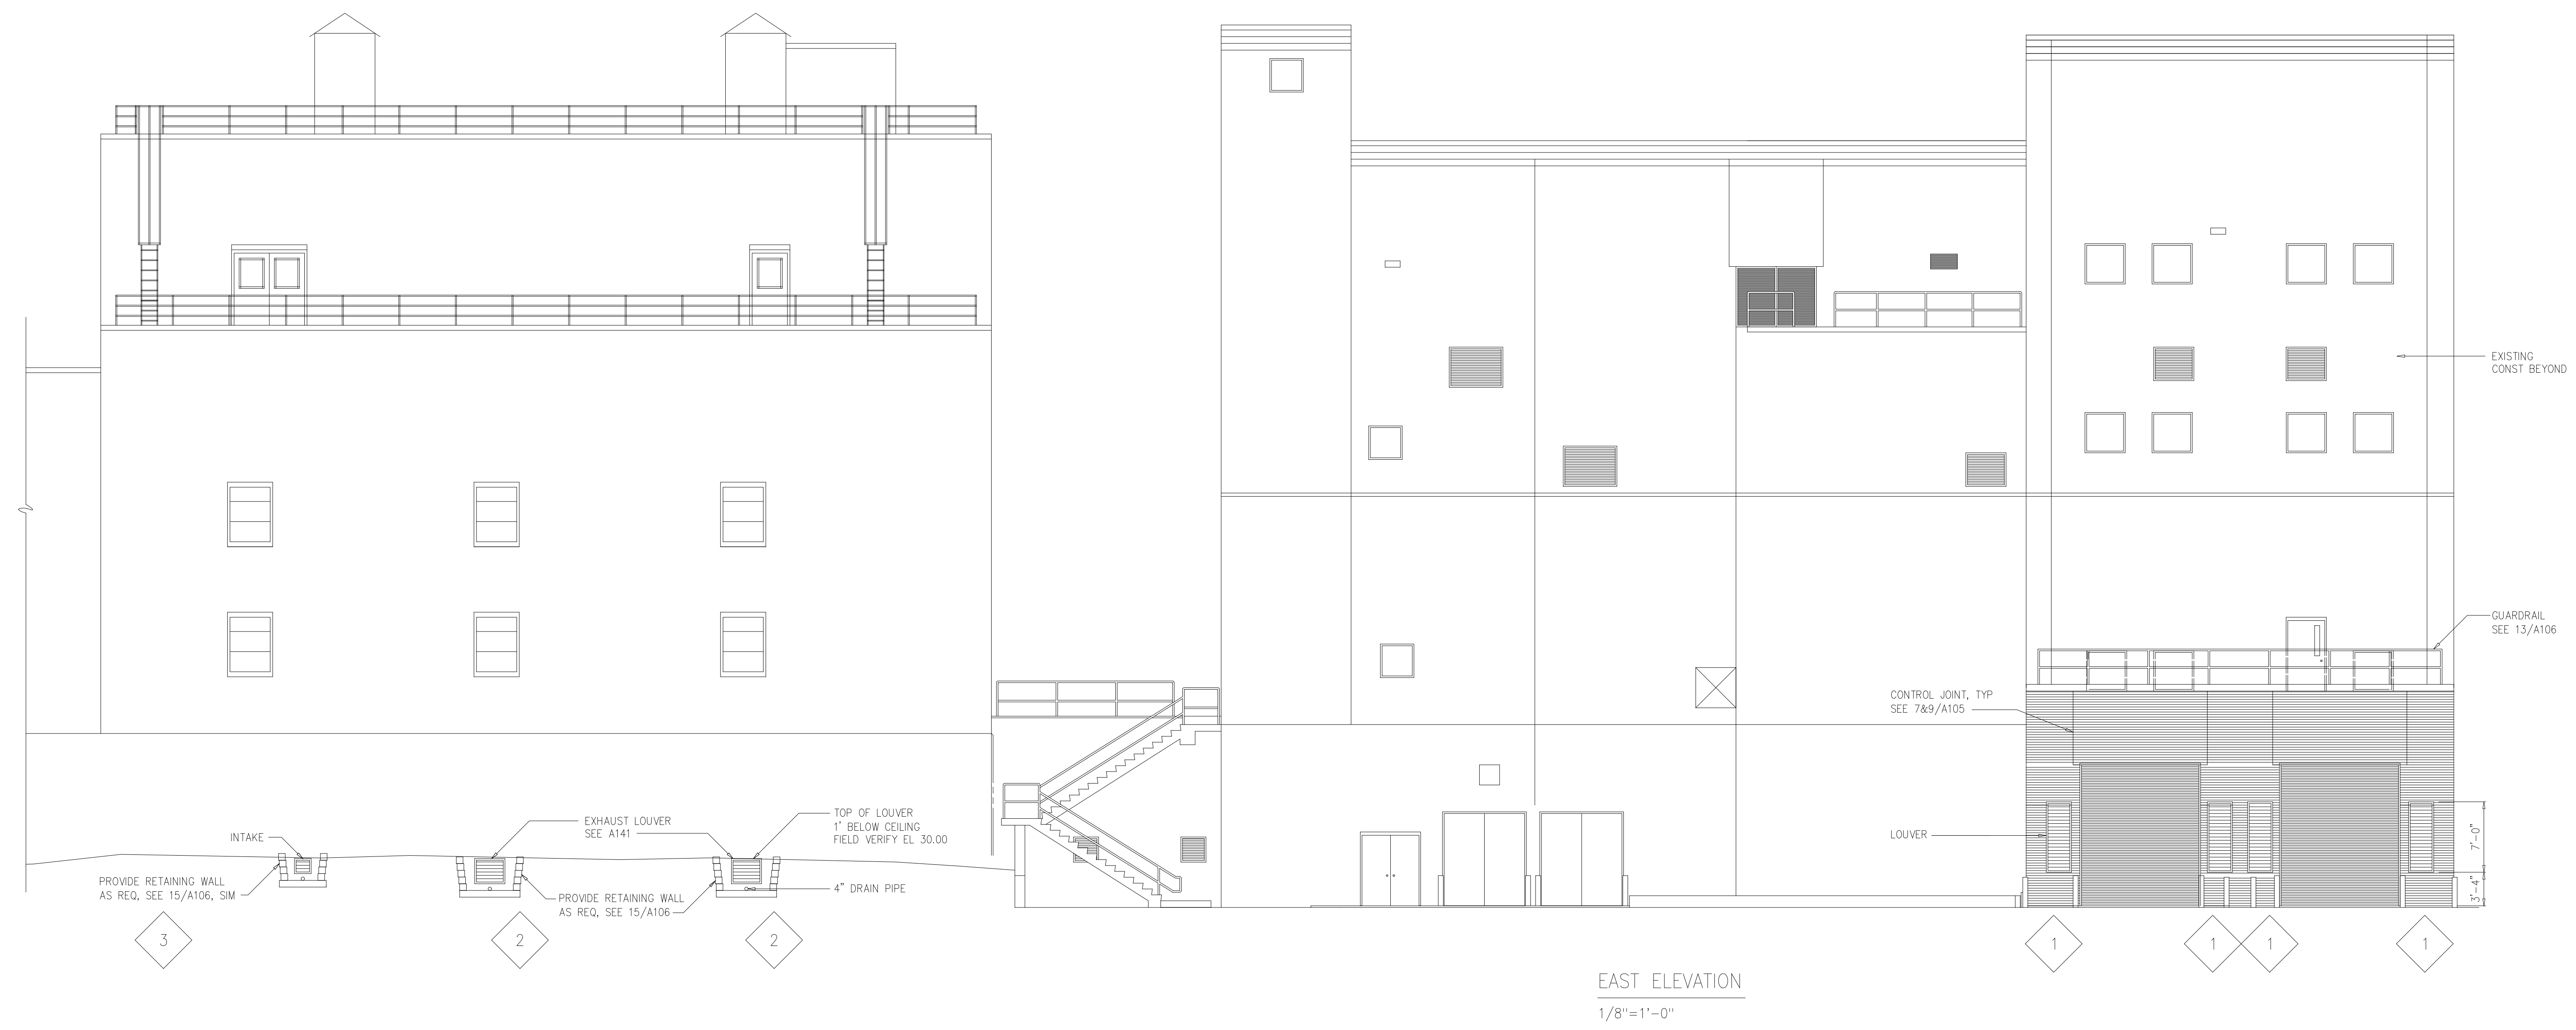 EXISTING
CONST BEYOND
GUARDRAIL
SEE 13/A106
CONTROL JOINT, TYP
SEE 7&9/A105
LOUVER
7'-0"
3'-4"
INTAKE
EXHAUST LOUVER
SEE A141
TOP OF LOUVER
1' BELOW CEILING
FIELD VERIFY EL 30.00
PROVIDE RETAINING WALL
AS REQ, SEE 15/A106, SIM
PROVIDE RETAINING WALL
AS REQ, SEE 15/A106
4" DRAIN PIPE
3
2
2
1
1
1
1
EAST ELEVATION
1/8"=1'-0"